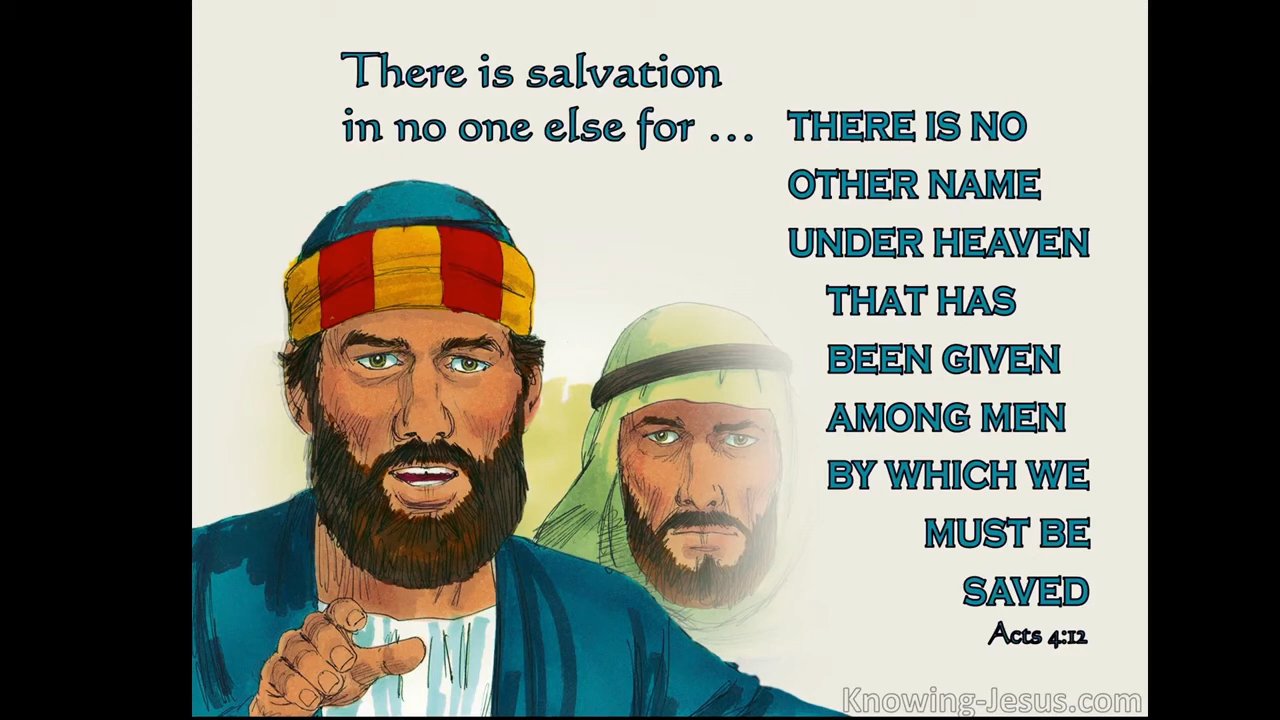 There is salvation
in no one else for ...
THERE IS NO
OTHER NAME
UNDER HEAVEN
THAT HAS
BEEN GIVEN
AMONG MEN
BY WHICH WE
MUST BE
SAVED
Acts 4:12
Knowing-Jesus.com